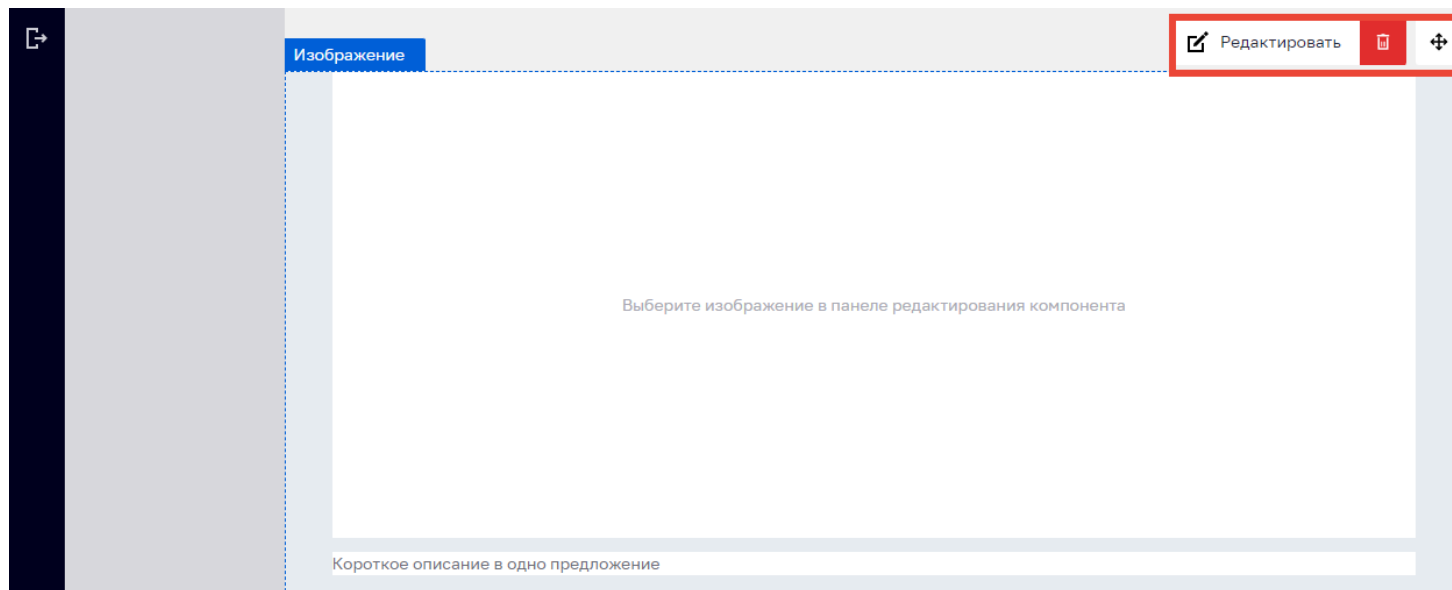 Изображение
Редактировать
Выберите изображение в панеле редактирования компонента
Короткое описание в одно предложение